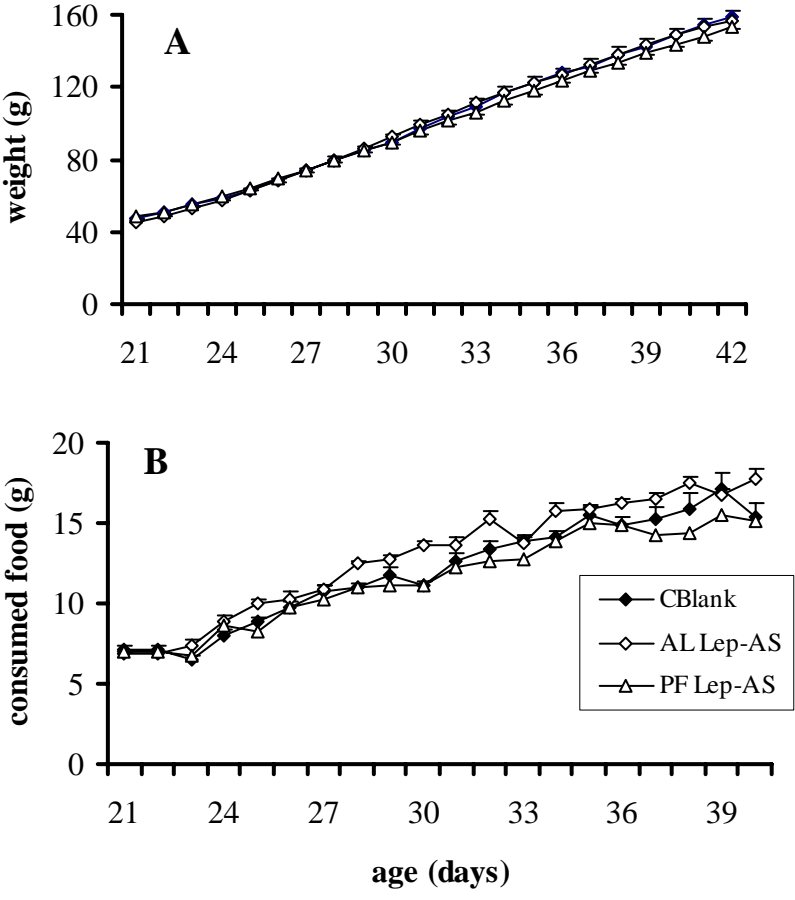 A
weight (g)
160
120
80
40
0
21 24 27 30 33 36 39 42
B
consumed food (g)
20
15
10
5
0
CBlank
AL Lep-AS
PF Lep-AS
21 24 27 30 33 36 39
age (days)